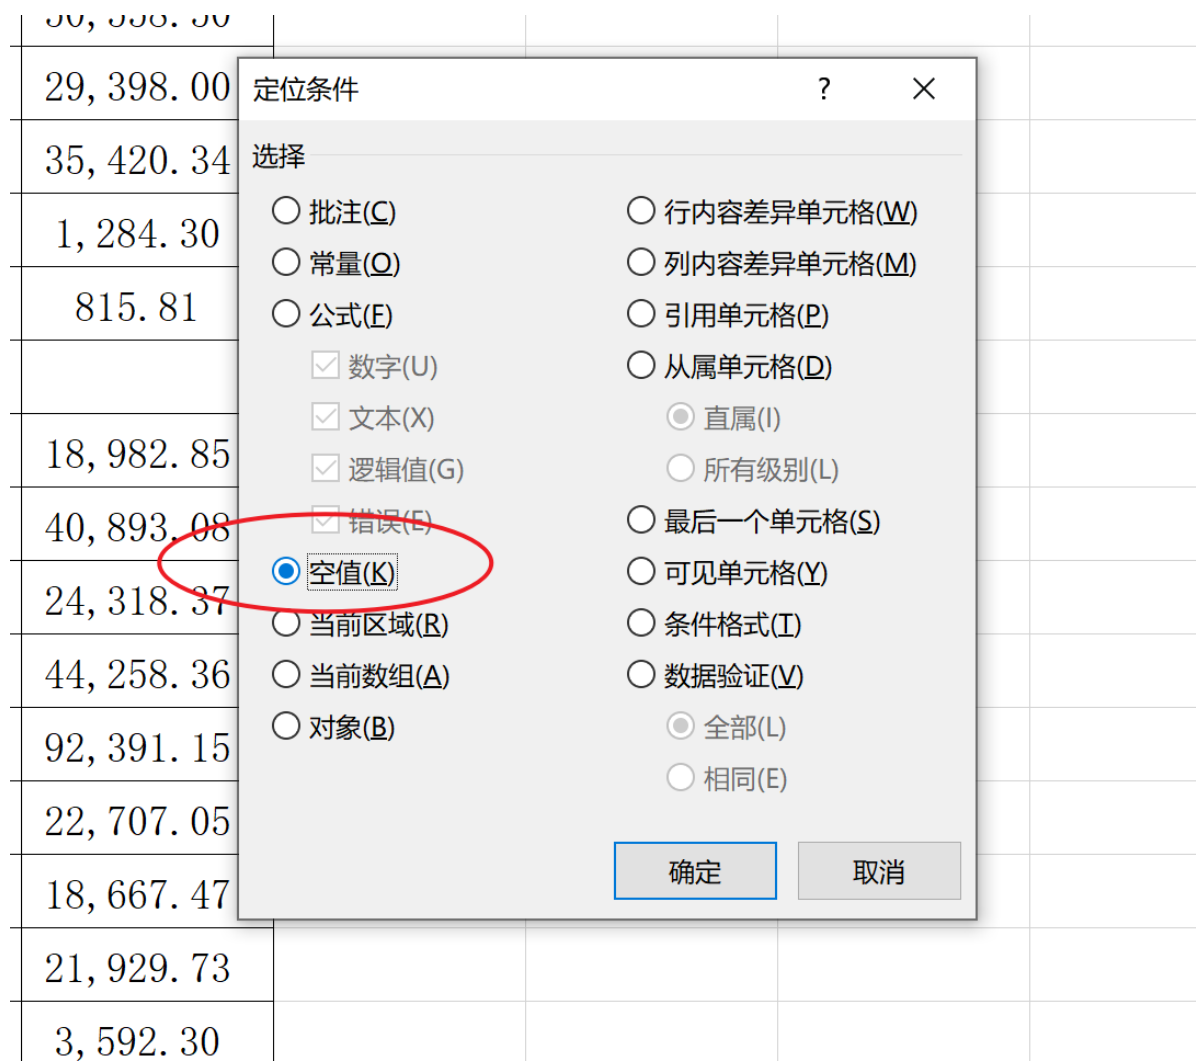 29,398.00
35,420.34
1,284.30
815.81
18,982.85
40,893.08
24,318.37
44,258.36
92,391.15
22,707.05
18,667.47
21,929.73
3,592.30
定位条件 ?
选择
批注(C)
常量(O)
公式(F)
数字(U)
文本(X)
逻辑值(G)
错误(E)
空值(K)
当前区域(R)
当前数组(A)
对象(B)
行内容差异单元格(W)
列内容差异单元格(M)
引用单元格(P)
从属单元格(D)
直属(I)
所有级别(L)
最后一个单元格(S)
可见单元格(Y)
条件格式(T)
数据验证(V)
全部(L)
相同(E)
确定 取消